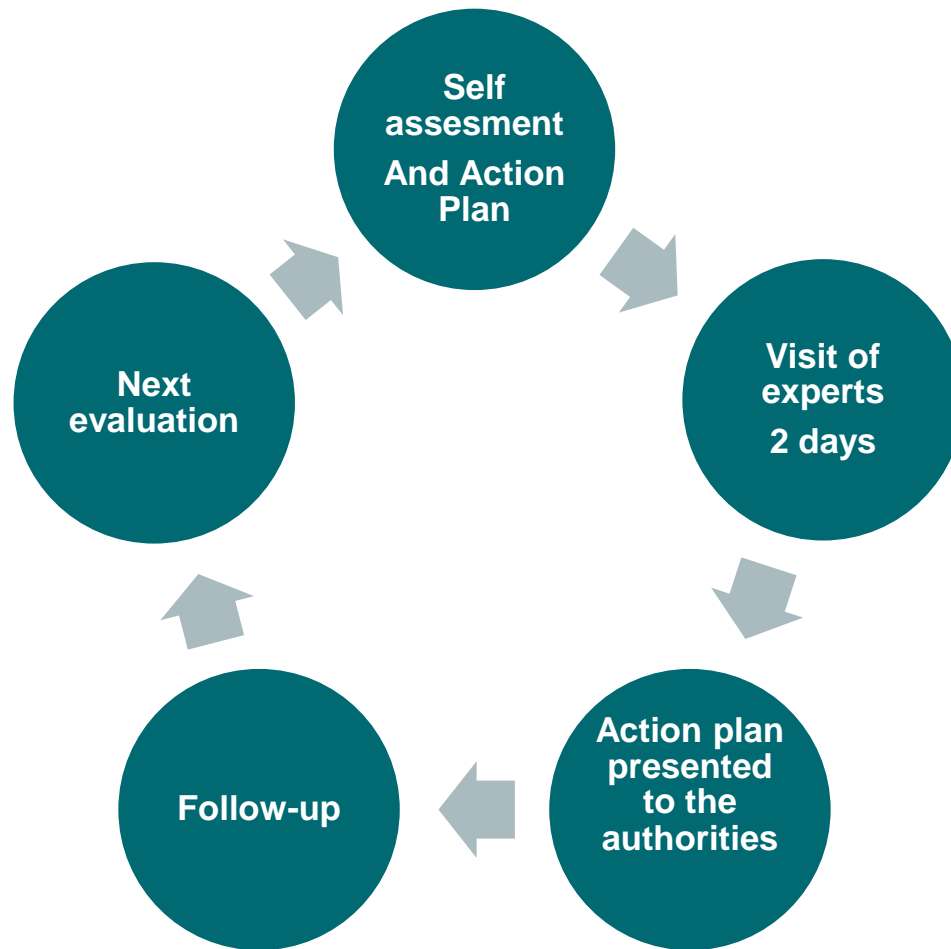 Self
assesment
And Action
Plan
Visit of
experts
2 days
Action plan
presented
to the
authorities
Follow-up
Next
evaluation